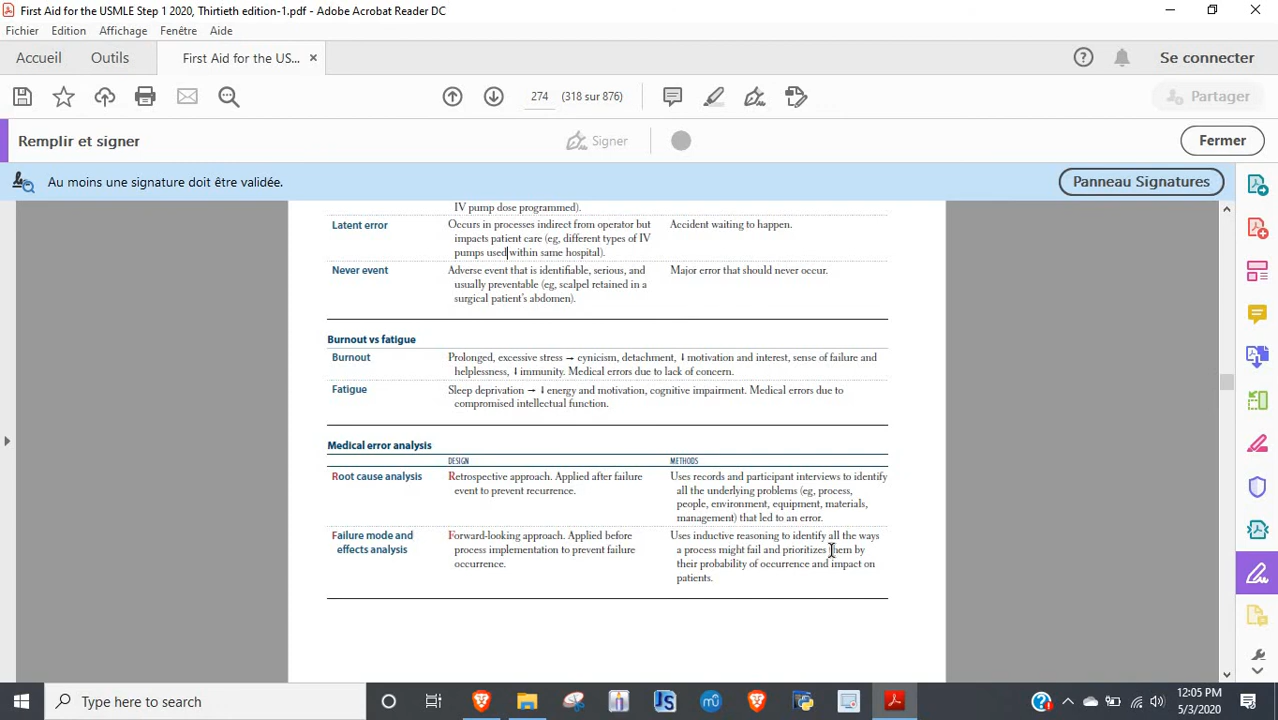 First Aid for the USMLE Step 1 2020, Thirtieth edition-1.pdf - Adobe Acrobat Reader DC
Fichier Edition Affichage Fenêtre Aide
Accueil Outils First Aid for the US... × Se connecter
274 (318 sur 876) Partager
Remplir et signer Signer Fermer
Au moins une signature doit être validée. Panneau Signatures
IV pump dose programmed).
Latent error Occurs in processes indirect from operator but Accident waiting to happen.
impacts patient care (eg, different types of IV
pumps used within same hospital).
Never event Adverse event that is identifiable, serious, and Major error that should never occur.
usually preventable (eg, scalpel retained in a
surgical patient's abdomen).
Burnout vs fatigue
Burnout Prolonged, excessive stress → cynicism, detachment, ↓ motivation and interest, sense of failure and
helplessness, ↓ immunity. Medical errors due to lack of concern.
Fatigue Sleep deprivation → ↓ energy and motivation, cognitive impairment. Medical errors due to
compromised intellectual function.
Medical error analysis
DESIGN METHODS
Root cause analysis Retrospective approach. Applied after failure Uses records and participant interviews to identify
event to prevent recurrence. all the underlying problems (eg, process,
people, environment, equipment, materials,
management) that led to an error.
Failure mode and Forward-looking approach. Applied before Uses inductive reasoning to identify all the ways
effects analysis process implementation to prevent failure a process might fail and prioritizes them by
occurrence. their probability of occurrence and impact on
patients.
Type here to search JS mu 12:05 PM
5/3/2020